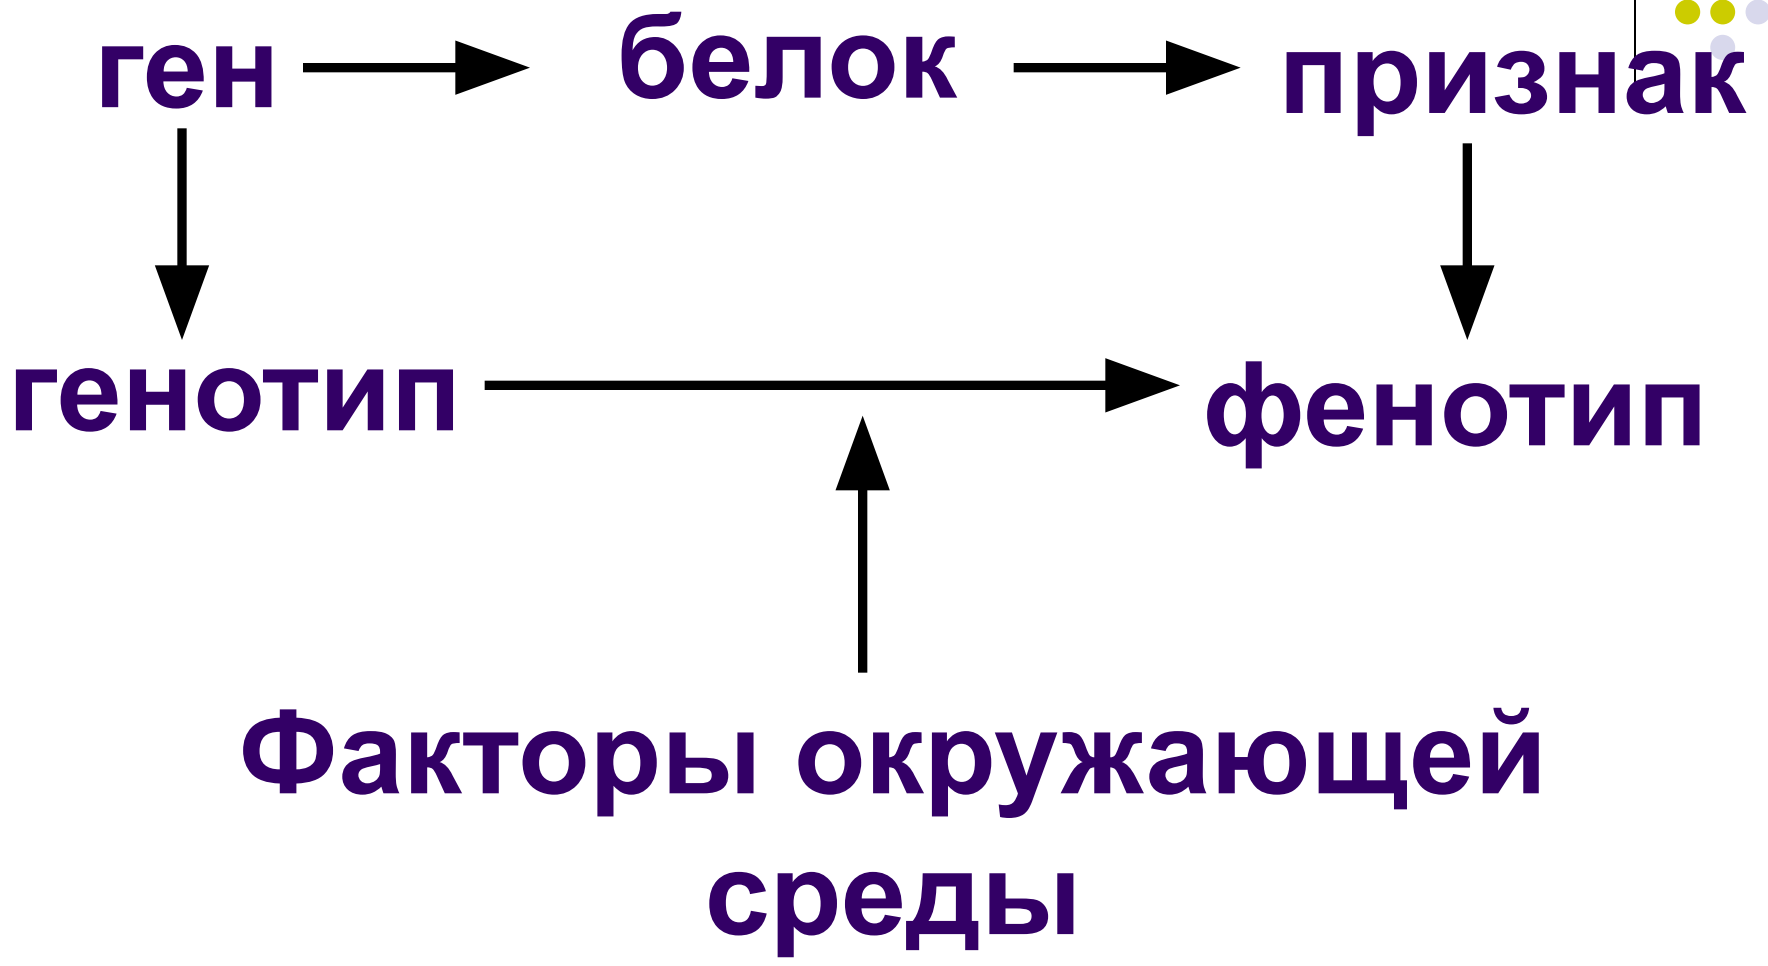 ген белок признак
генотип фенотип
Факторы окружающей
среды